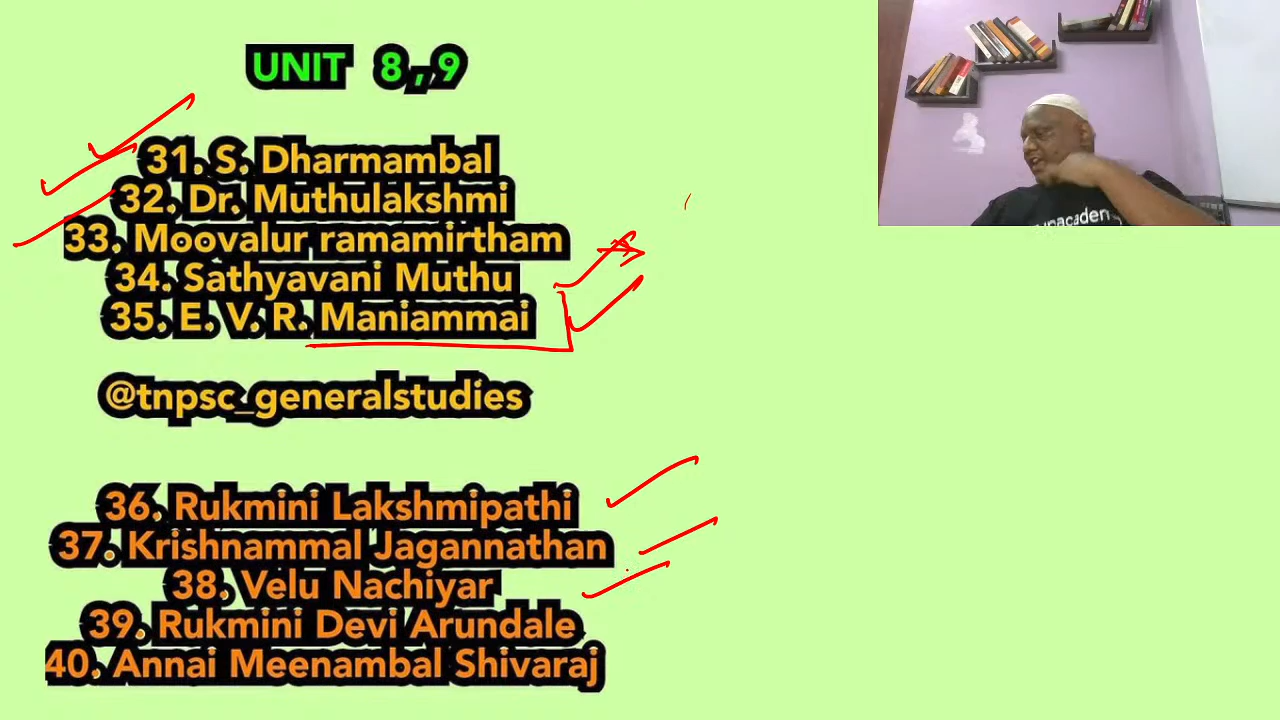 UNIT 8,9
31. S. Dharmambal
32. Dr. Muthulakshmi
33. Moovalur ramamirtham
34. Sathyavani Muthu
35. E. V. R. Maniammai
@tnpsc_generalstudies
36. Rukmini Lakshmipathi
37. Krishnammal Jagannathan
38. Velu Nachiyar
39. Rukmini Devi Arundale
40. Annai Meenambal Shivaraj